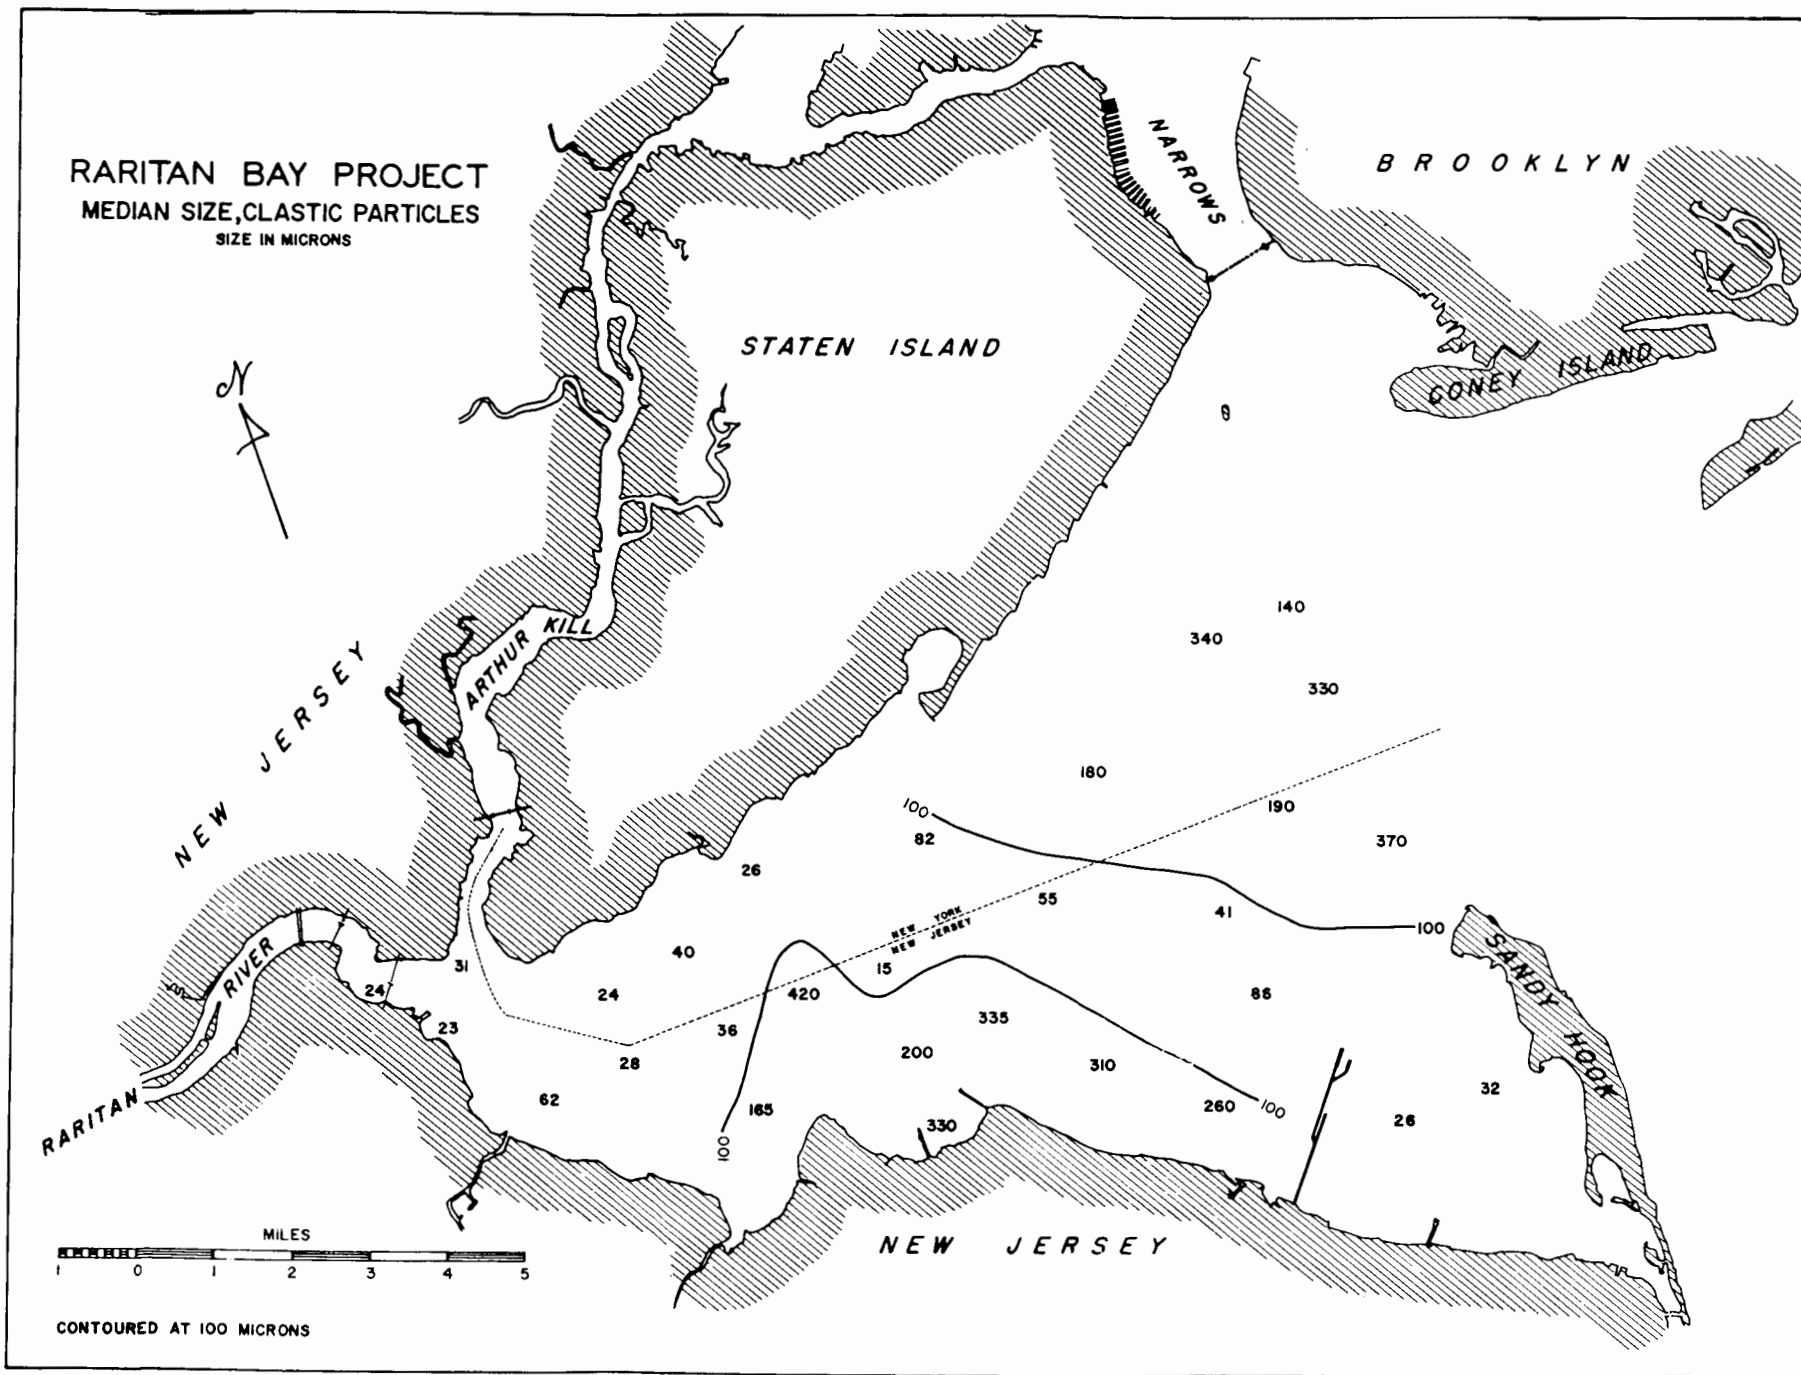 RARITAN BAY PROJECT
MEDIAN SIZE, CLASTIC PARTICLES
SIZE IN MICRONS
N
NARROWS
BROOKLYN
STATEN ISLAND
CONEY ISLAND
ARTHUR KILL
NEW JERSEY
140
340
330
180
190
100
82
370
26
55
41
100
NEW YORK
NEW JERSEY
SANDY HOOK
RARITAN RIVER
31
40
15
24
24
420
86
23
36
335
28
200
310
32
62
165
260
100
26
330
100
NEW JERSEY
MILES
1 0 1 2 3 4 5
CONTOURED AT 100 MICRONS